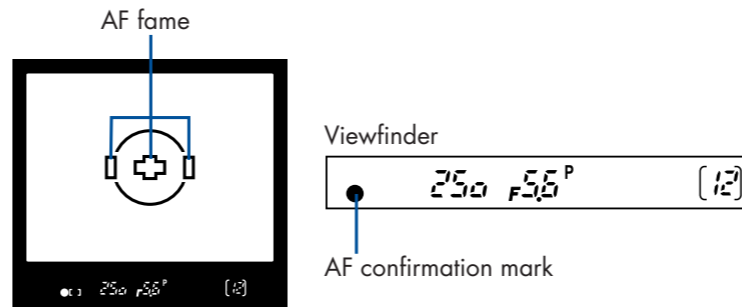 AF fame
Viewfinder
250 F5.6 P [12]
AF confirmation mark
250 F5.6 P [12]